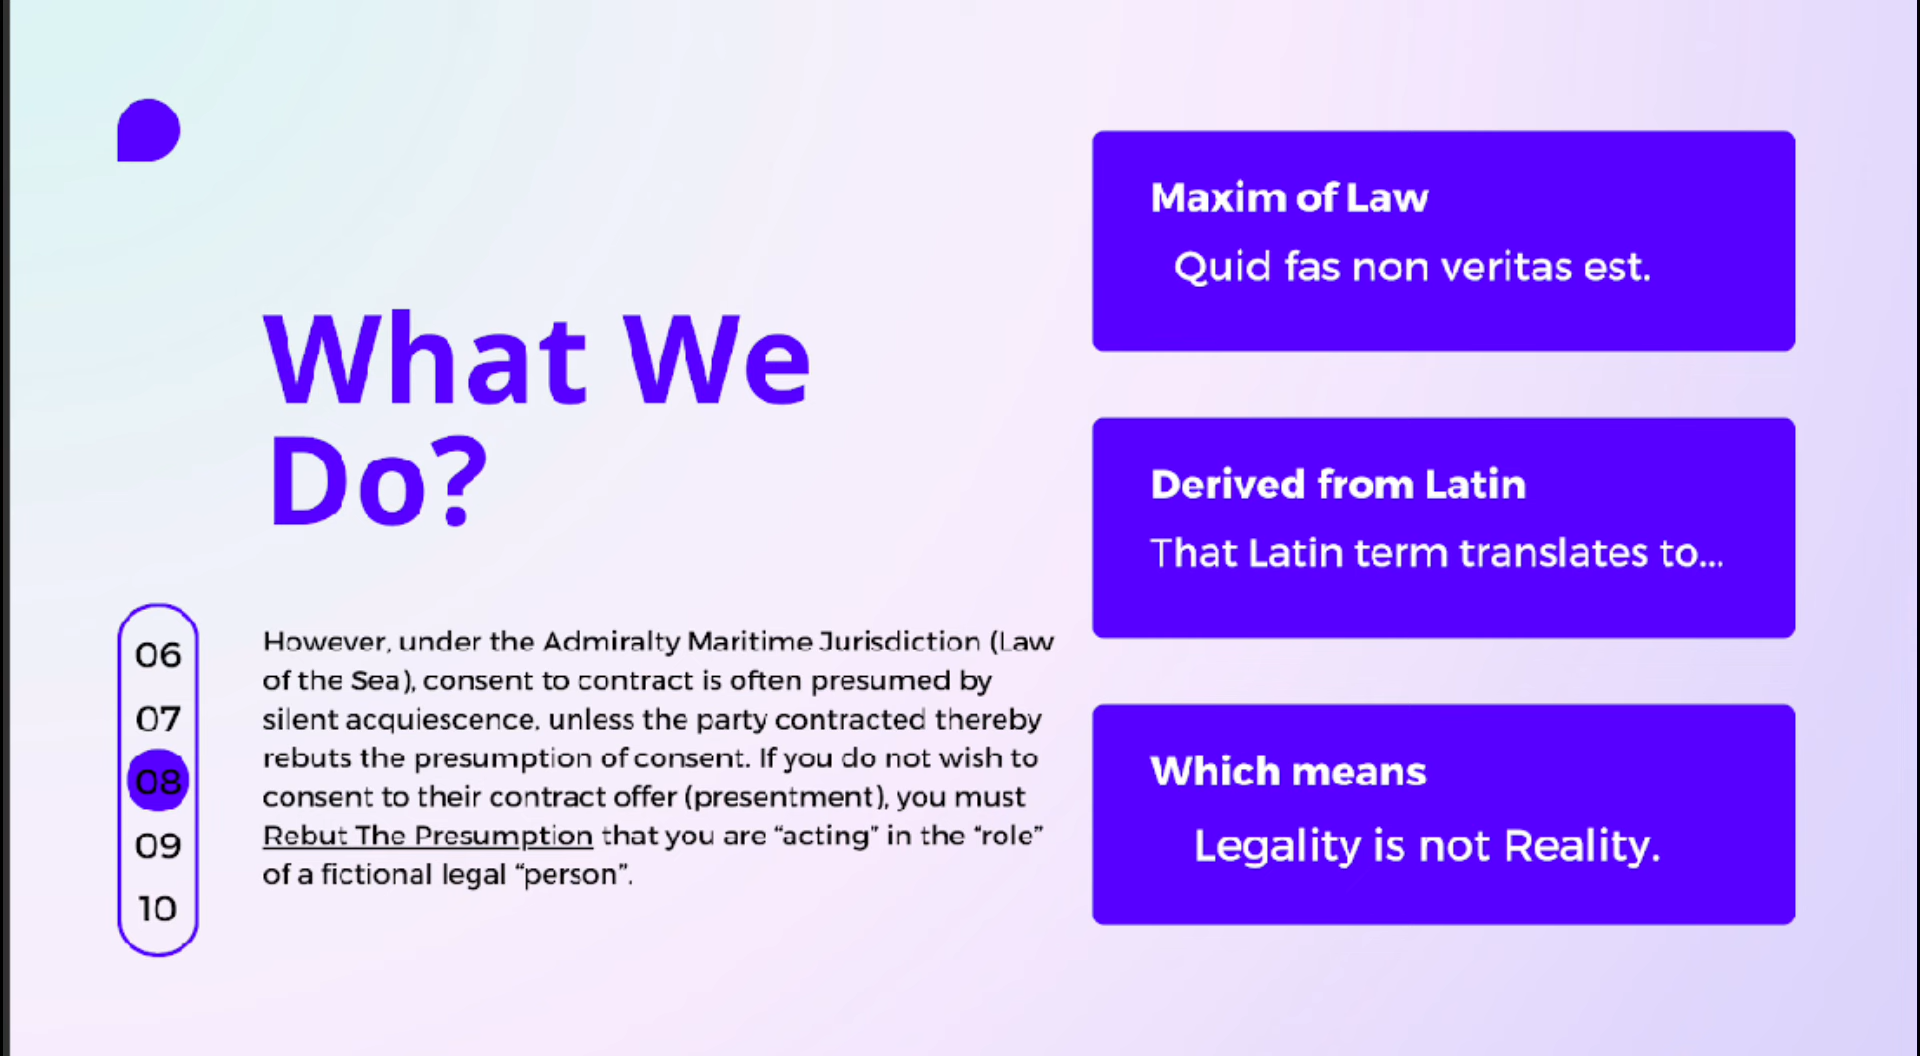 What We
Do?
06
07
08
09
10
However, under the Admiralty Maritime Jurisdiction (Law
of the Sea), consent to contract is often presumed by
silent acquiescence, unless the party contracted thereby
rebuts the presumption of consent. If you do not wish to
consent to their contract offer (presentment), you must
Rebut The Presumption that you are “acting” in the “role”
of a fictional legal “person”.
Maxim of Law
Quid fas non veritas est.
Derived from Latin
That Latin term translates to...
Which means
Legality is not Reality.